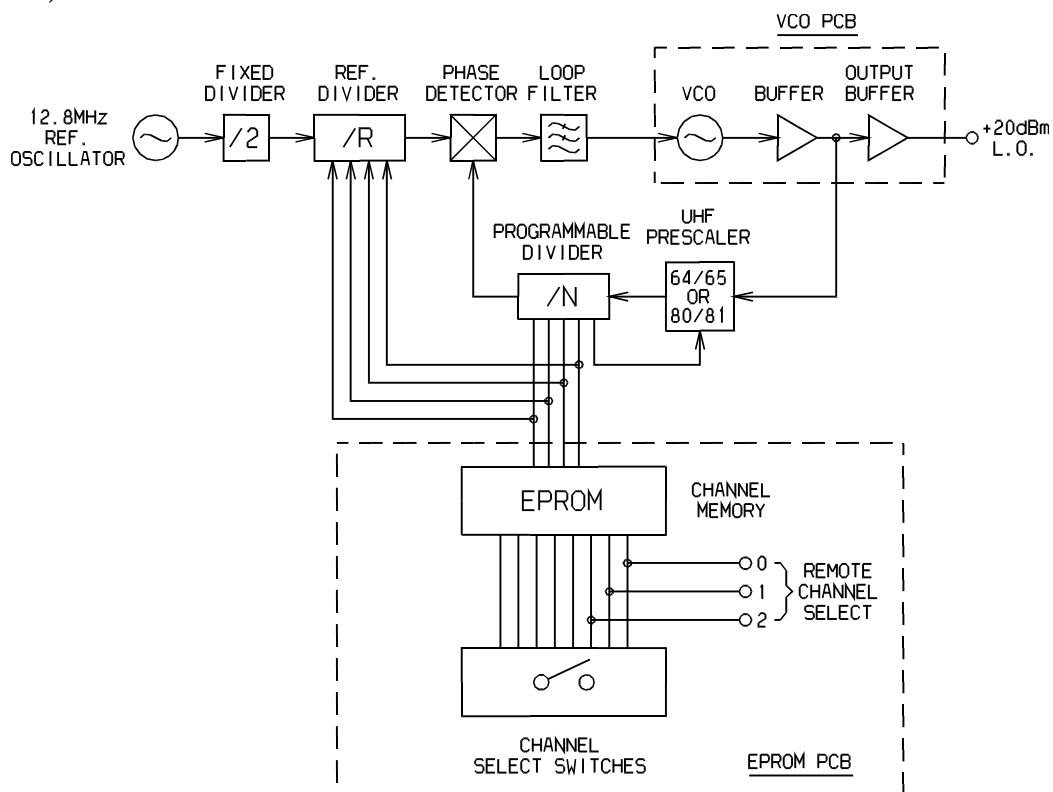 VCO PCB
FIXED
DIVIDER
REF.
DIVIDER
PHASE
DETECTOR
LOOP
FILTER
VCO
BUFFER
OUTPUT
BUFFER
12.8MHz
REF.
OSCILLATOR
/2
/R
+20dBm
L.O.
PROGRAMMABLE
DIVIDER
UHF
PRESCALER
/N
64/65
OR
80/81
EPROM
CHANNEL
MEMORY
0
1
2
REMOTE
CHANNEL
SELECT
CHANNEL
SELECT SWITCHES
EPROM PCB